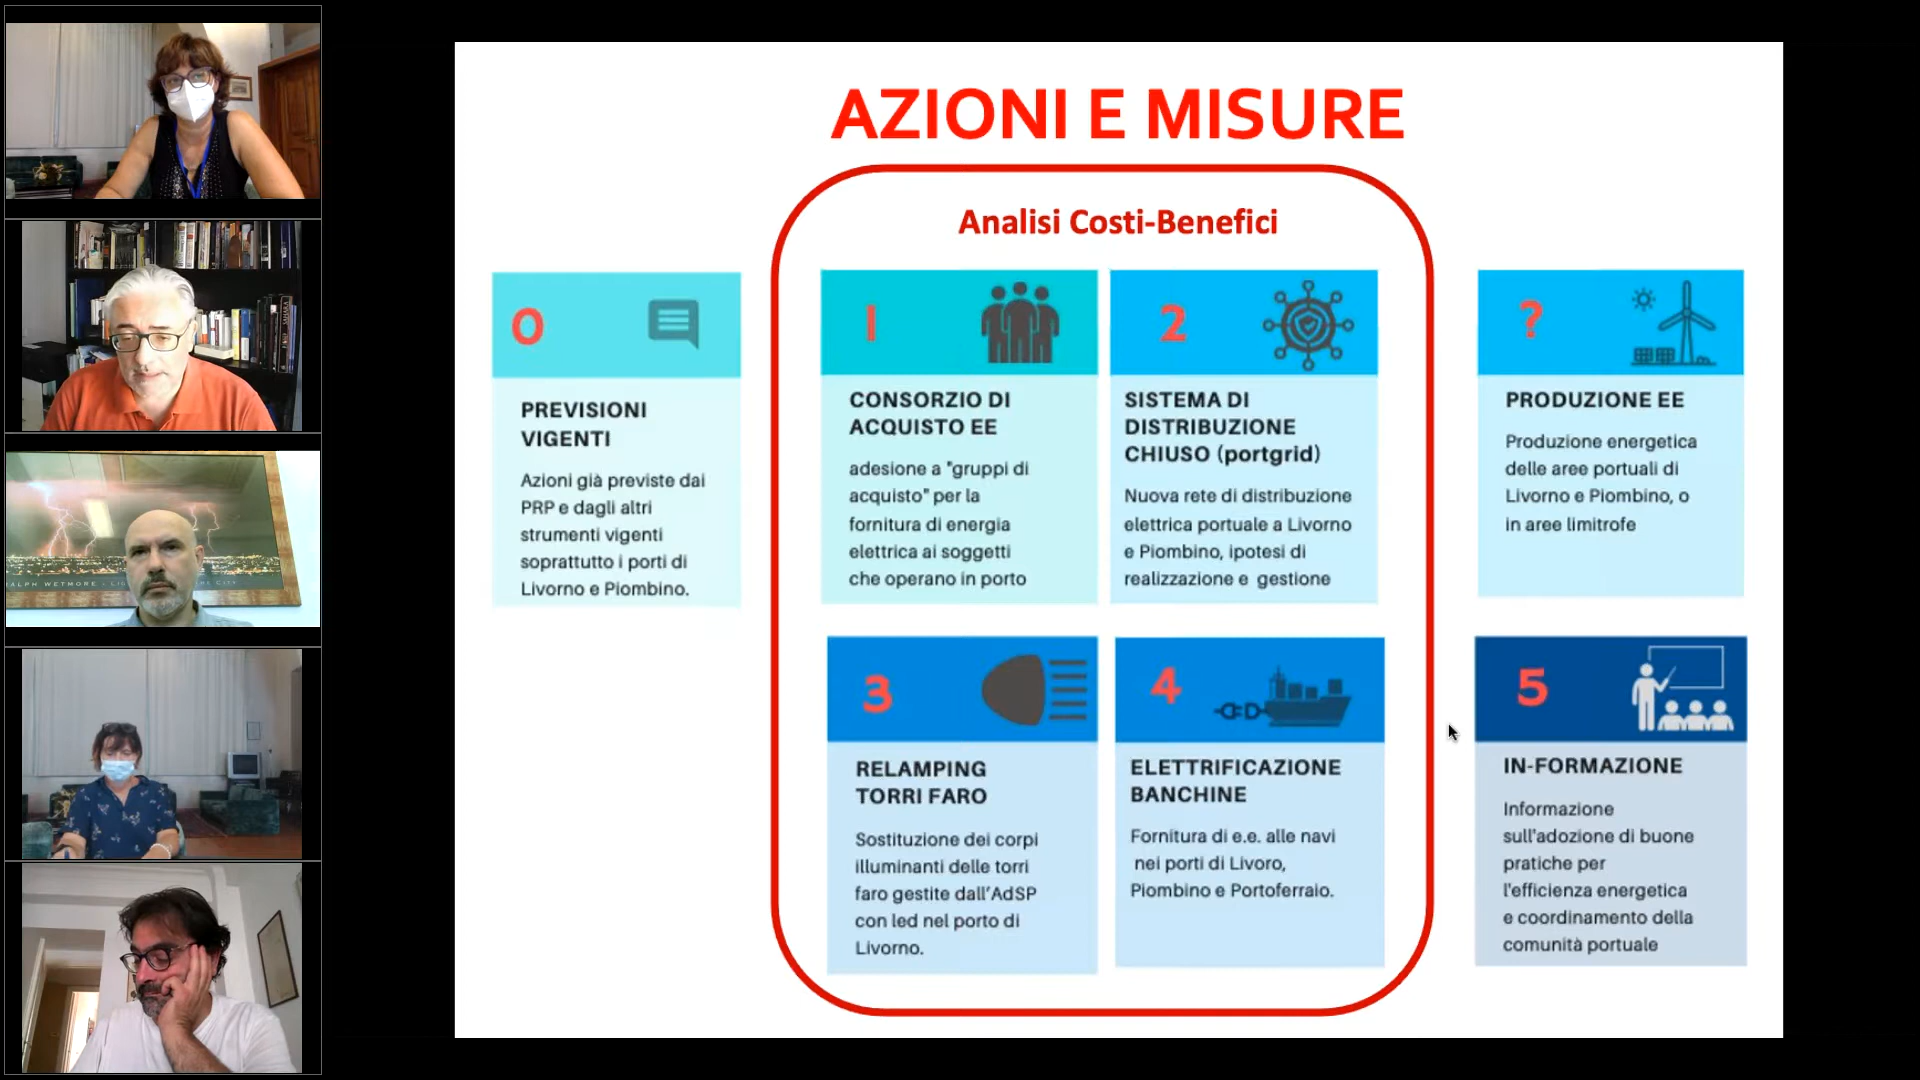 AZIONI E MISURE
Analisi Costi-Benefici
0
PREVISIONI
VIGENTI
Azioni già previste dai
PRP e dagli altri
strumenti vigenti
soprattutto i porti di
Livorno e Piombino.
1
CONSORZIO DI
ACQUISTO EE
adesione a "gruppi di
acquisto" per la
fornitura di energia
elettrica ai soggetti
che operano in porto
2
SISTEMA DI
DISTRIBUZIONE
CHIUSO (portgrid)
Nuova rete di distribuzione
elettrica portuale a Livorno
e Piombino, ipotesi di
realizzazione e gestione
?
PRODUZIONE EE
Produzione energetica
delle aree portuali di
Livorno e Piombino, o
in aree limitrofe
3
RELAMPING
TORRI FARO
Sostituzione dei corpi
illuminanti delle torri
faro gestite dall'AdSP
con led nel porto di
Livorno.
4
ELETTRIFICAZIONE
BANCHINE
Fornitura di e.e. alle navi
nei porti di Livoro,
Piombino e Portoferraio.
5
IN-FORMAZIONE
Informazione
sull'adozione di buone
pratiche per
l'efficienza energetica
e coordinamento della
comunità portuale
ALPH WETMORE
CITY